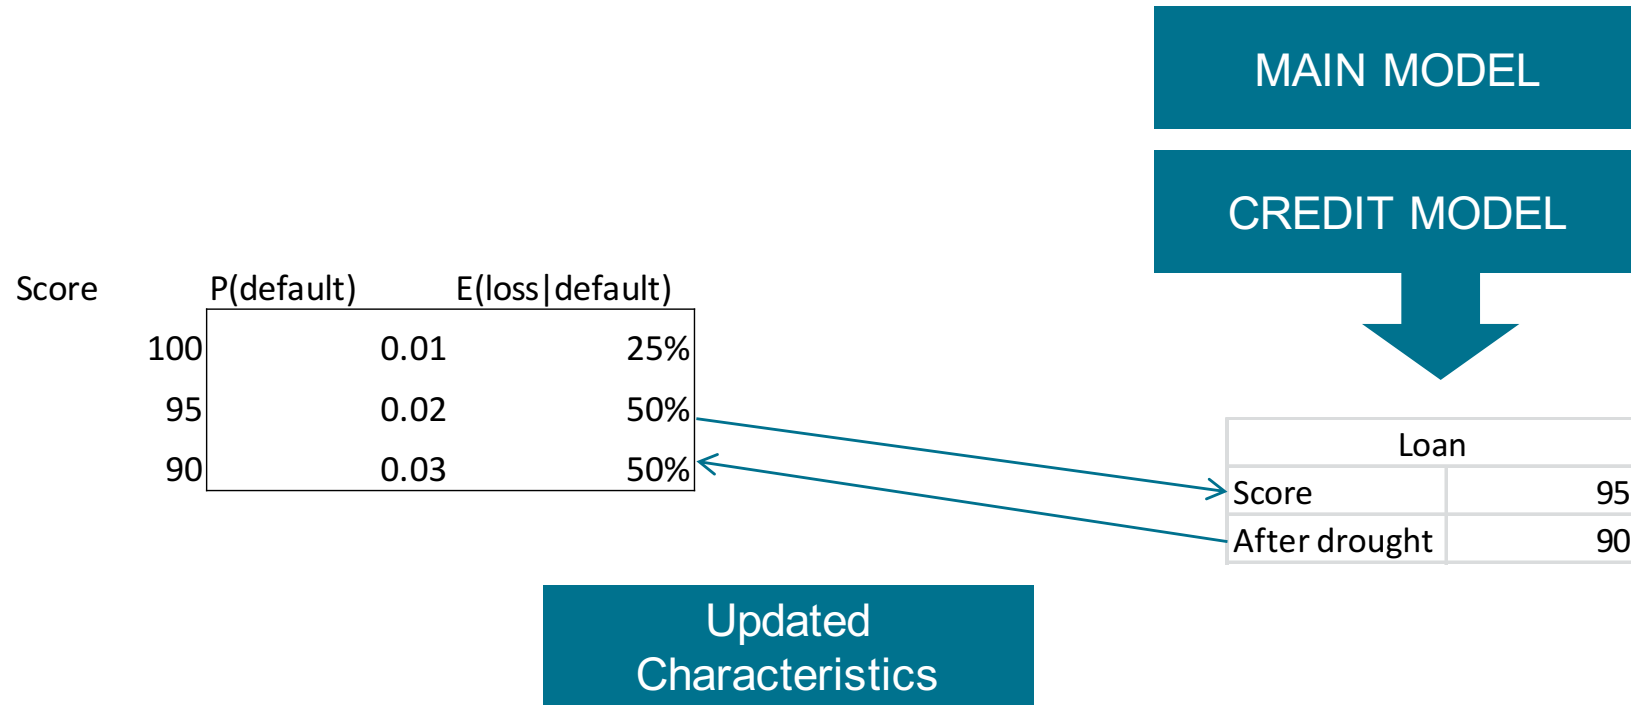 MAIN MODEL
CREDIT MODEL
Score P(default) E(loss|default)
100 0.01 25%
95 0.02 50%
90 0.03 50%
Loan
Score 95
After drought 90
Updated
Characteristics